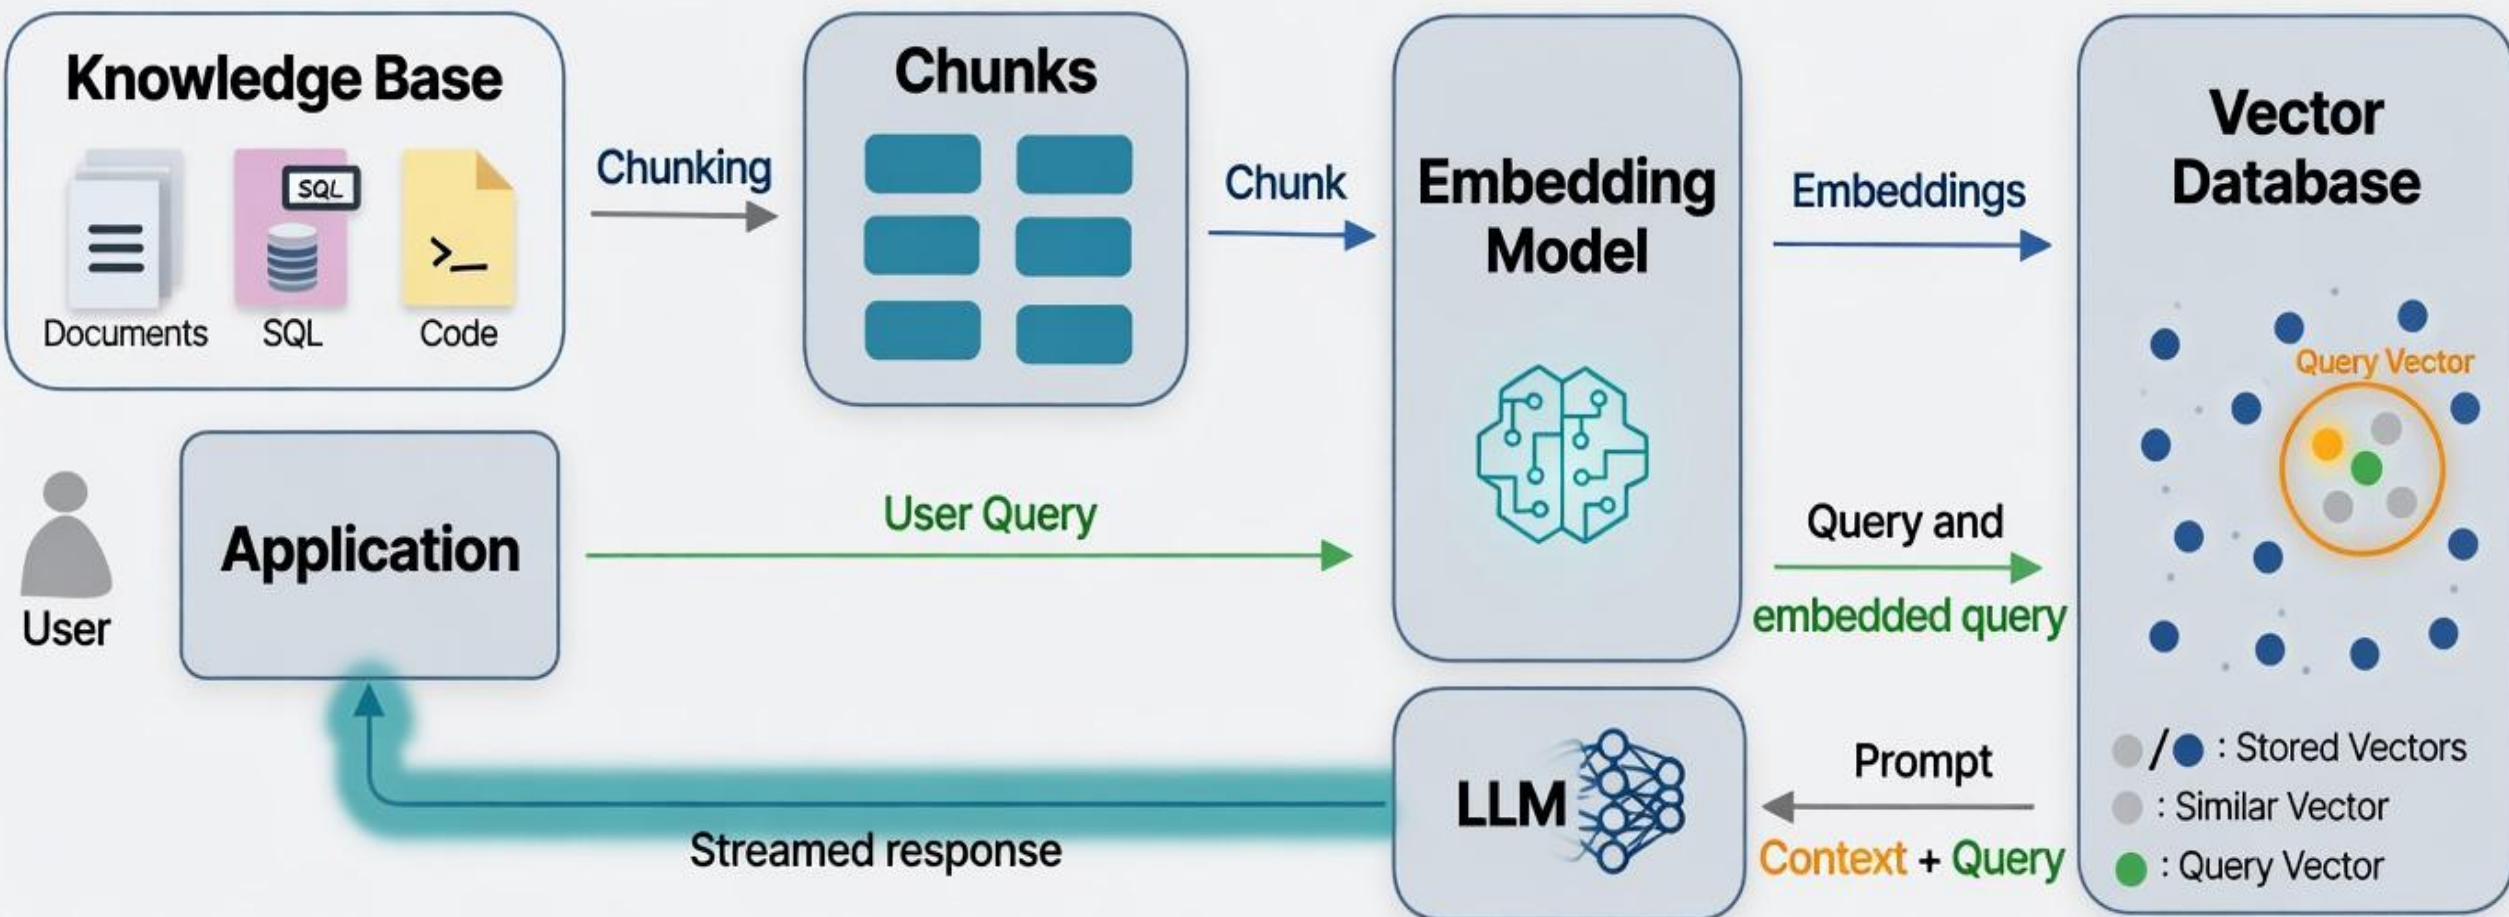 Knowledge Base
SQL
Documents
SQL
Code
Chunking
Chunks
Chunk
Embedding
Model
Embeddings
Vector
Database
Query Vector
User
Application
User Query
Query and
embedded query
LLM
Prompt
Context + Query
Streamed response
/ : Stored Vectors
: Similar Vector
: Query Vector